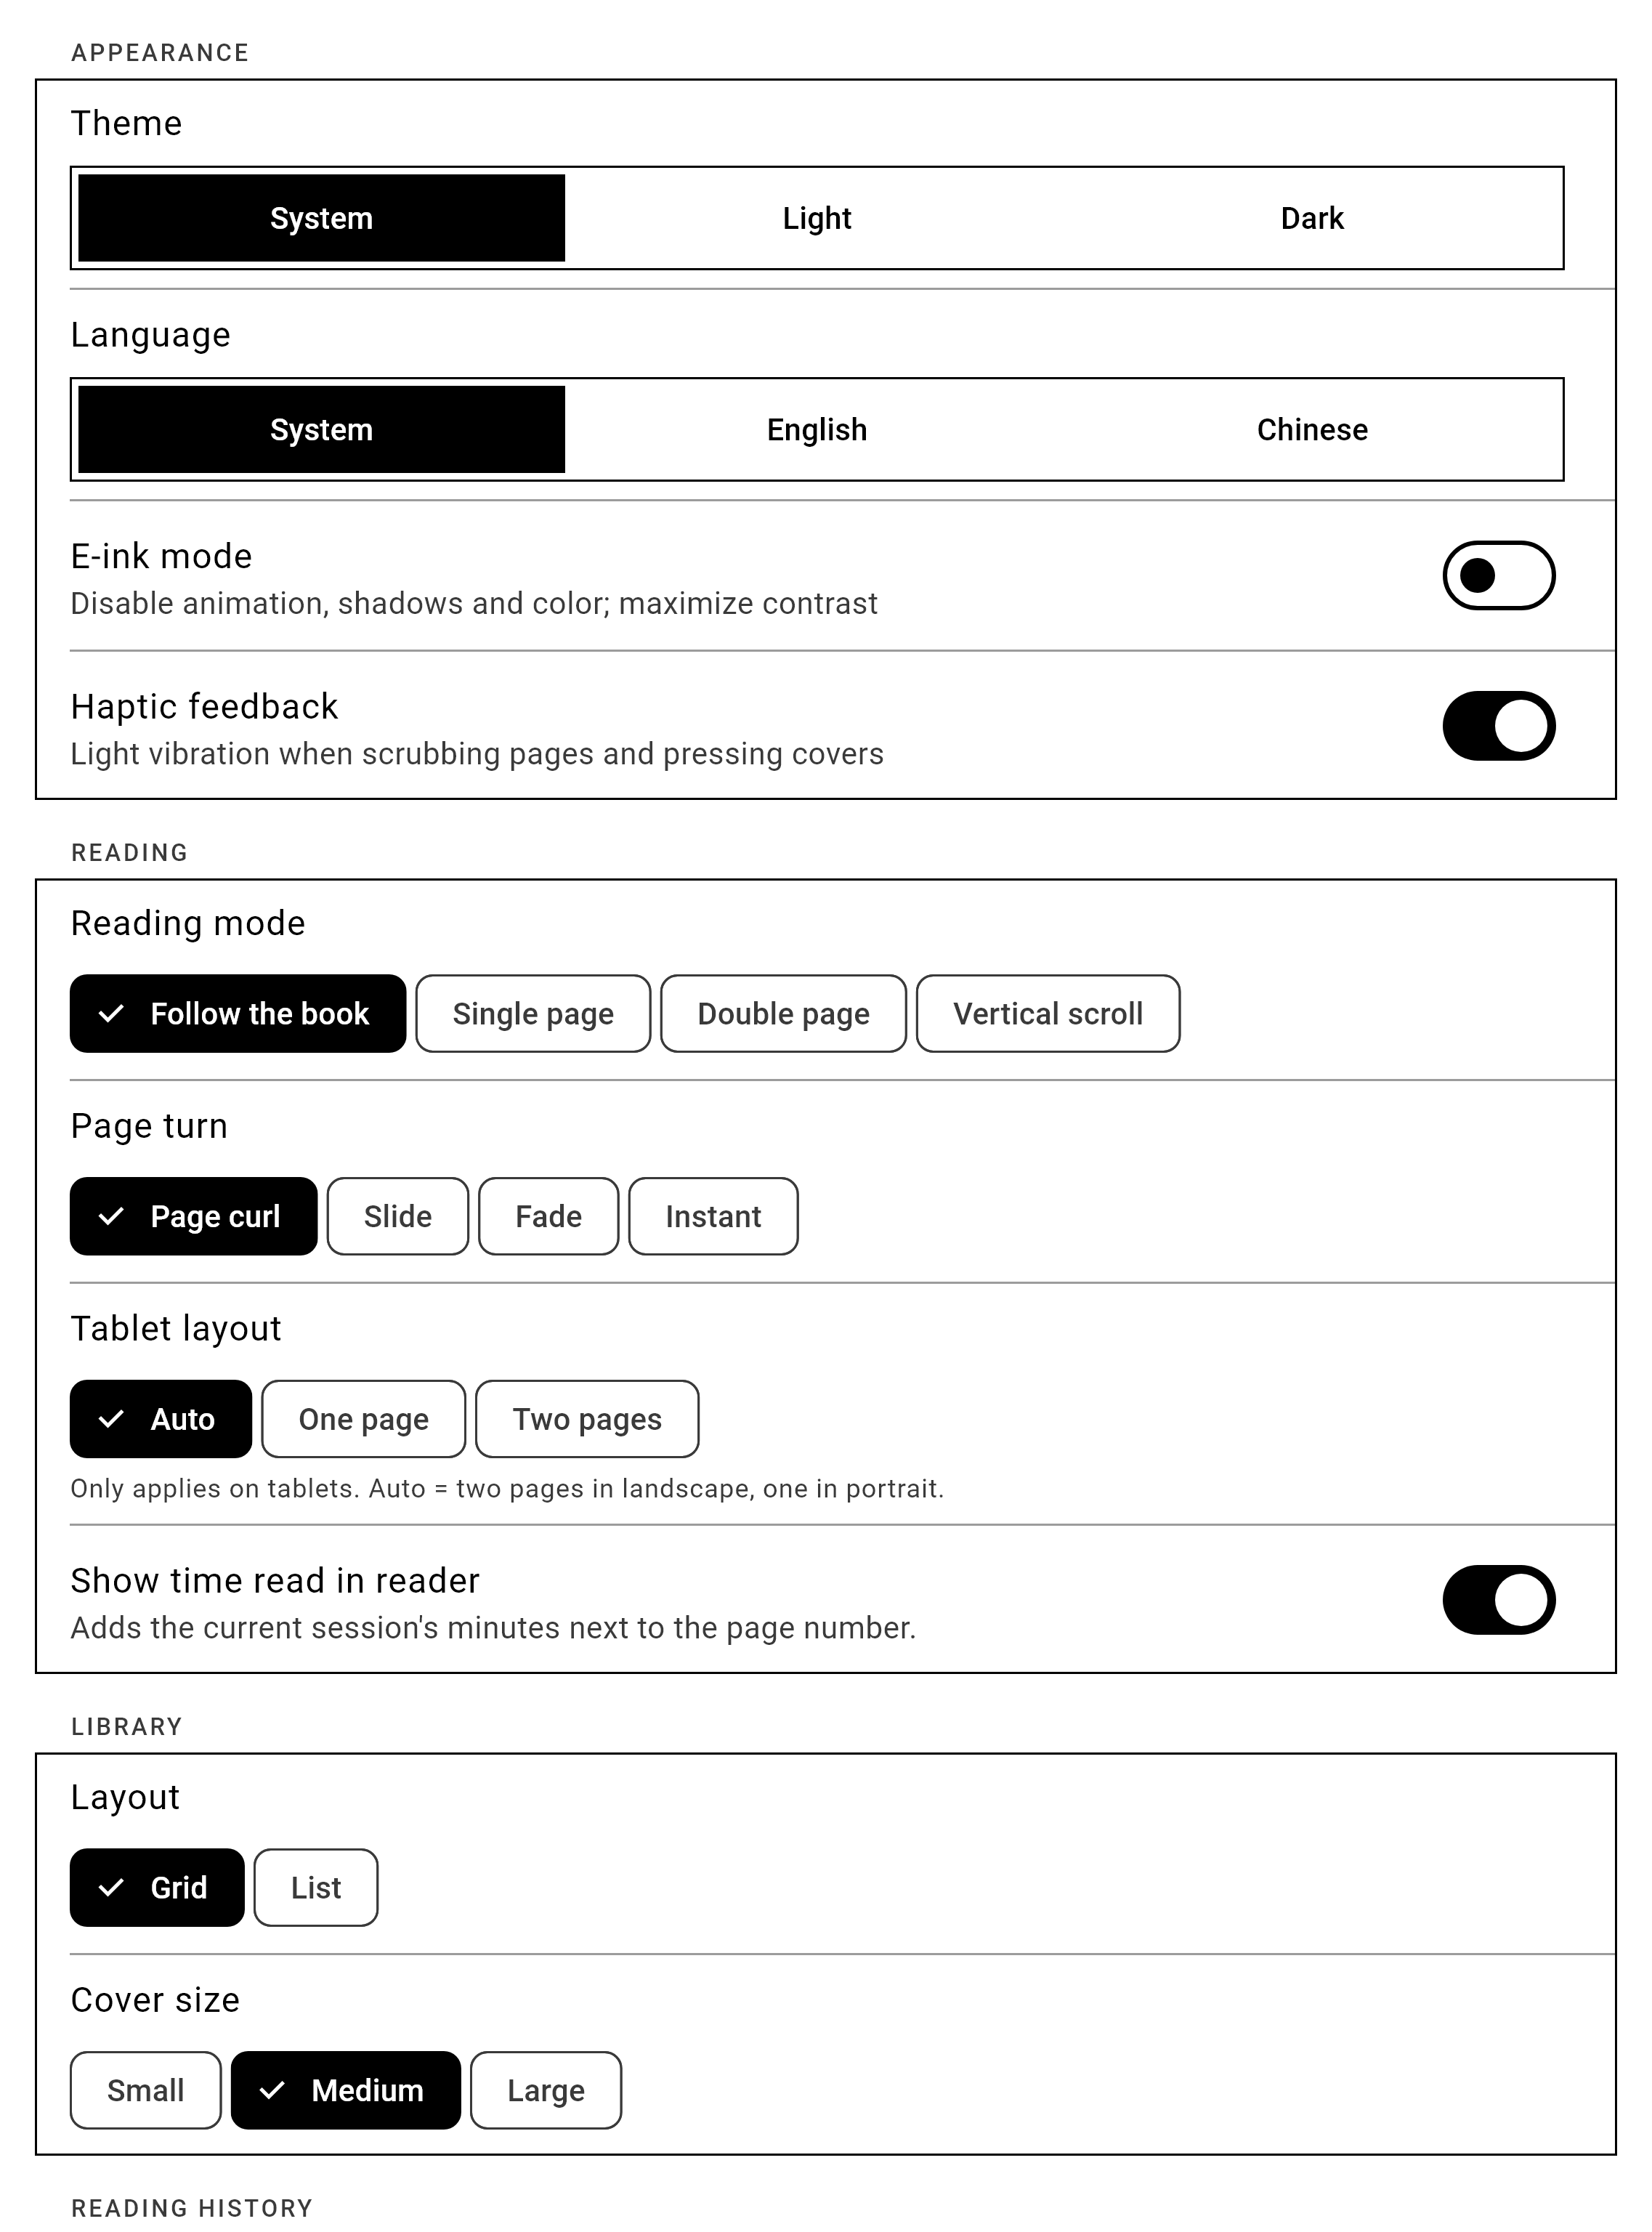 APPEARANCE
Theme
System Light Dark
Language
System English Chinese
E-ink mode
Disable animation, shadows and color; maximize contrast
Haptic feedback
Light vibration when scrubbing pages and pressing covers
READING
Reading mode
Follow the book Single page Double page Vertical scroll
Page turn
Page curl Slide Fade Instant
Tablet layout
Auto One page Two pages
Only applies on tablets. Auto = two pages in landscape, one in portrait.
Show time read in reader
Adds the current session's minutes next to the page number.
LIBRARY
Layout
Grid List
Cover size
Small Medium Large
READING HISTORY